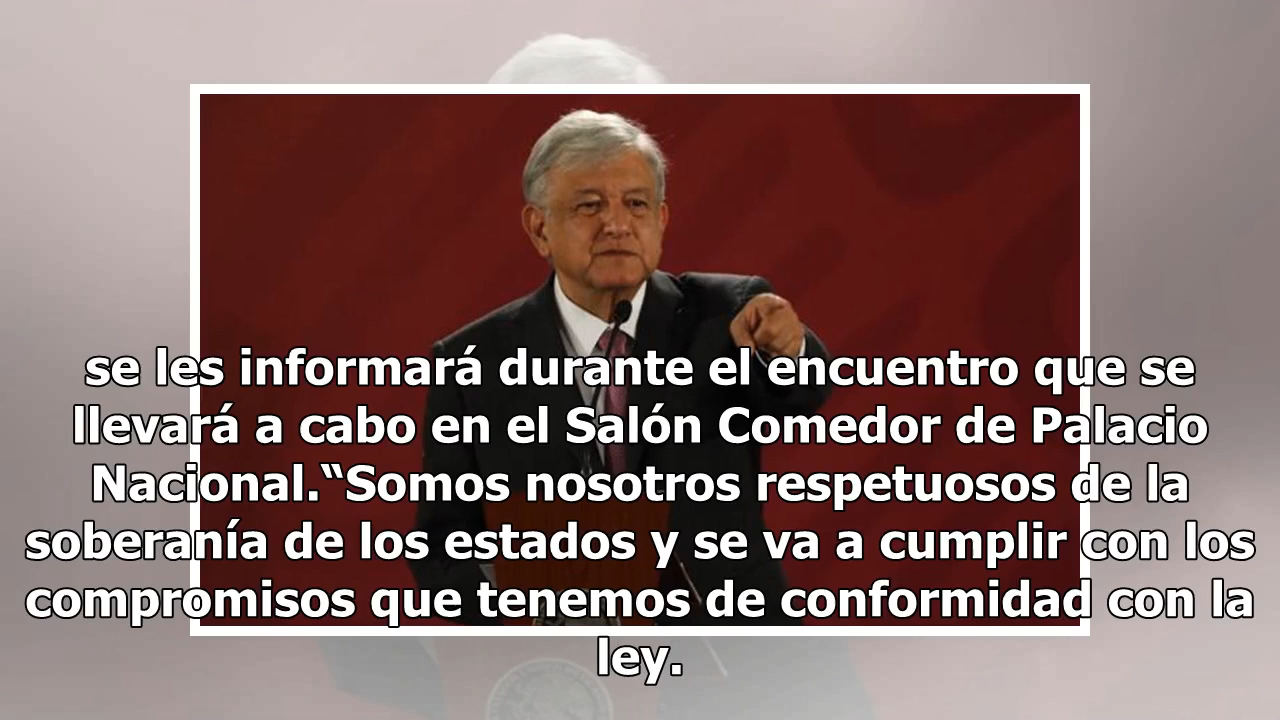 se les informará durante el encuentro que se
llevará a cabo en el Salón Comedor de Palacio
Nacional.“Somos nosotros respetuosos de la
soberanía de los estados y se va a cumplir con los
compromisos que tenemos de conformidad con la
ley.